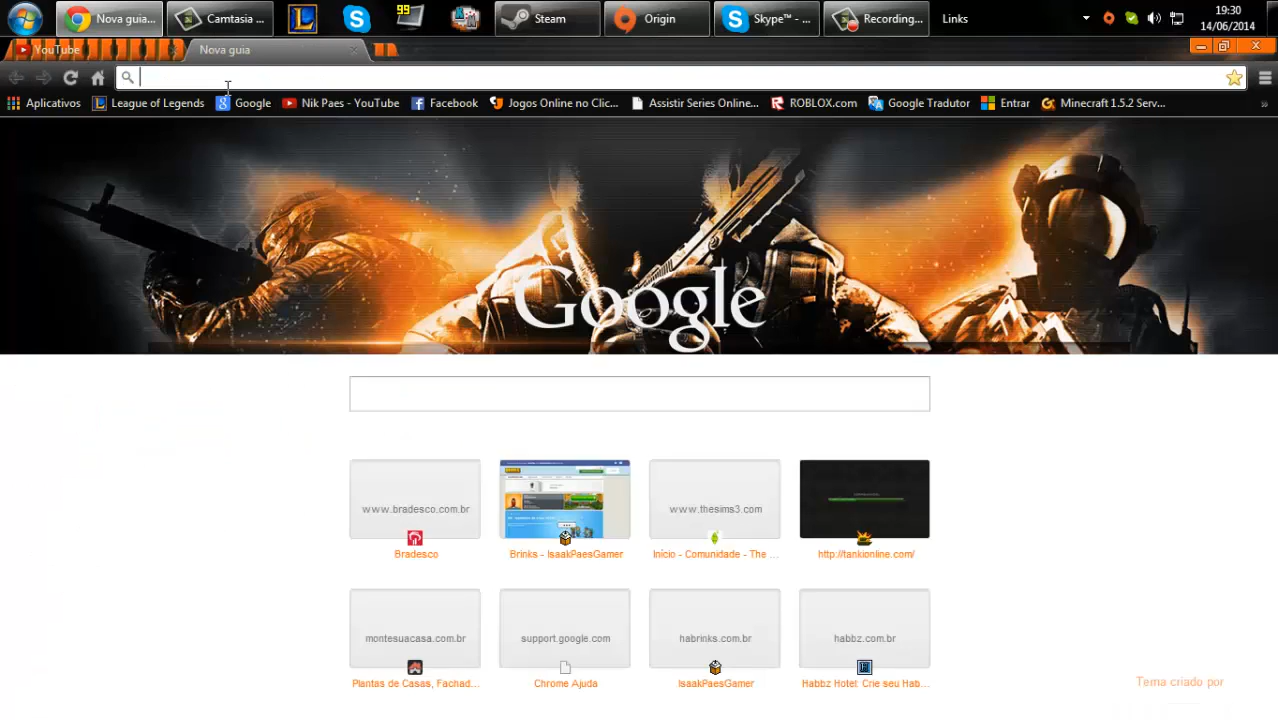 Nova guia...
Camtasia ...
99
Steam
Origin
Skype™ - ...
Recording...
Links
19:30
14/06/2014
YouTube
Nova guia
Aplicativos
League of Legends
Google
Nik Paes - YouTube
Facebook
Jogos Online no Clic...
Assistir Series Online...
ROBLOX.com
Google Tradutor
Entrar
Minecraft 1.5.2 Serv...
Google
www.bradesco.com.br
www.thesims3.com
Bradesco
Brinks - IsaakPaesGamer
Início - Comunidade - The ...
http://tankionline.com/
montesuacasa.com.br
support.google.com
habrinks.com.br
habbz.com.br
Plantas de Casas, Fachad...
Chrome Ajuda
IsaakPaesGamer
Habbz Hotel: Crie seu Hab...
Tema criado por